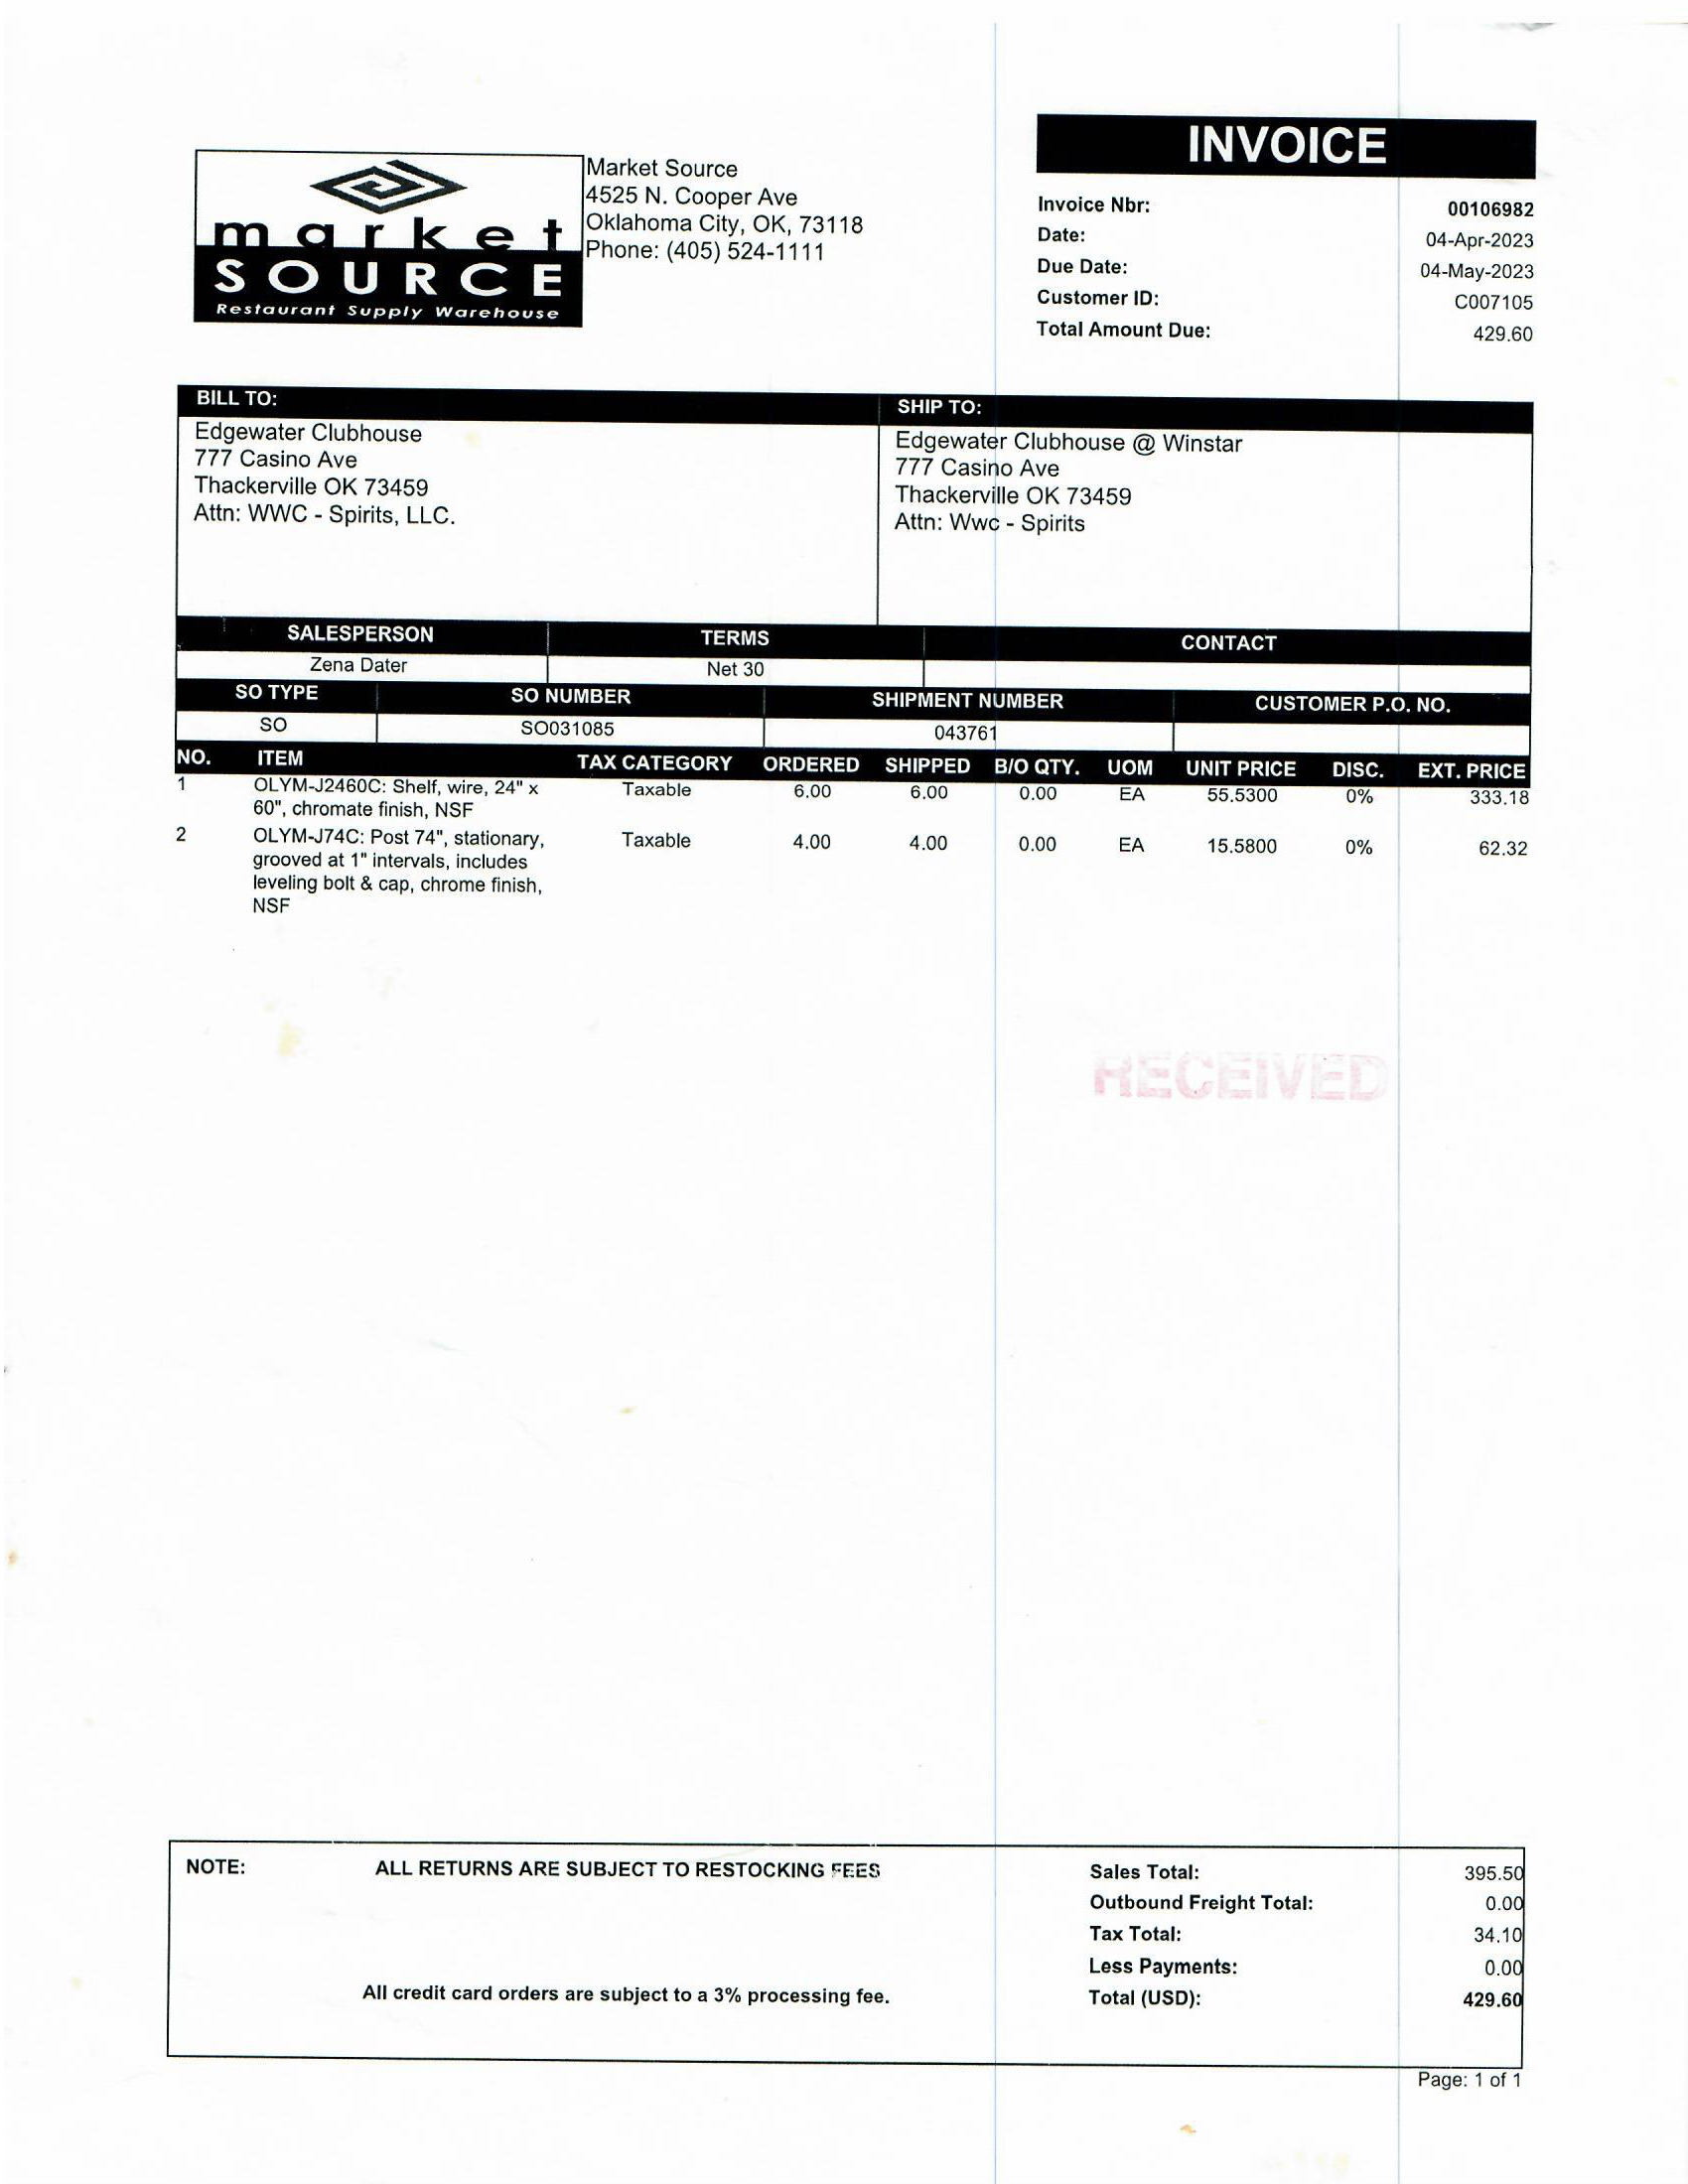 INVOICE
market
SOURCE
Restaurant Supply Warehouse
Market Source
4525 N. Cooper Ave
Oklahoma City, OK, 73118
Phone: (405) 524-1111
Invoice Nbr: 00106982
Date: 04-Apr-2023
Due Date: 04-May-2023
Customer ID: C007105
Total Amount Due: 429.60
BILL TO:
Edgewater Clubhouse
777 Casino Ave
Thackerville OK 73459
Attn: WWC - Spirits, LLC.
SHIP TO:
Edgewater Clubhouse @ Winstar
777 Casino Ave
Thackerville OK 73459
Attn: Wwc - Spirits
SALESPERSON TERMS CONTACT
Zena Dater Net 30
SO TYPE SO NUMBER SHIPMENT NUMBER CUSTOMER P.O. NO.
SO SO031085 043761
NO. ITEM TAX CATEGORY ORDERED SHIPPED B/O QTY. UOM UNIT PRICE DISC. EXT. PRICE
1 OLYM-J2460C: Shelf, wire, 24" x Taxable 6.00 6.00 0.00 EA 55.5300 0% 333.18
60", chromate finish, NSF
2 OLYM-J74C: Post 74", stationary, Taxable 4.00 4.00 0.00 EA 15.5800 0% 62.32
grooved at 1" intervals, includes
leveling bolt & cap, chrome finish,
NSF
RECEIVED
NOTE: ALL RETURNS ARE SUBJECT TO RESTOCKING FEES
All credit card orders are subject to a 3% processing fee.
Sales Total: 395.50
Outbound Freight Total: 0.00
Tax Total: 34.10
Less Payments: 0.00
Total (USD): 429.60
Page: 1 of 1